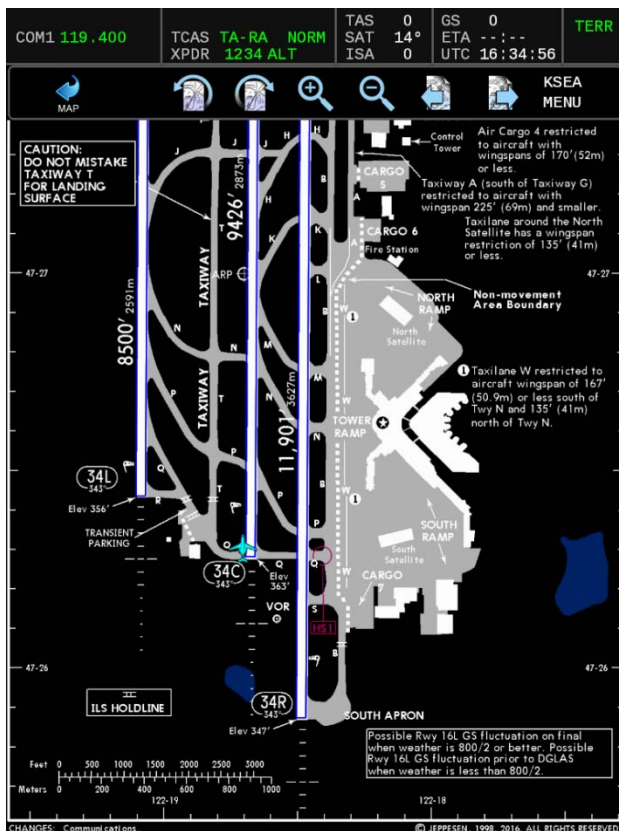 COM1 119.400
TCAS TA-RA NORM
XPDR 1234 ALT
TAS 0
SAT 14°
ISA 0
GS 0
ETA --:--
UTC 16:34:56
TERR
MAP
KSEA
MENU
CAUTION:
DO NOT MISTAKE
TAXIWAY T
FOR LANDING
SURFACE
Control
Tower
Air Cargo 4 restricted
to aircraft with
wingspans of 170'(52m)
or less.
Taxiway A (south of Taxiway G)
restricted to aircraft with
wingspan 225' (69m) and smaller.
Taxilane around the North
Satellite has a wingspan
restriction of 135' (41m)
or less.
J
J
J
H
H
H
B
CARGO
5
A
9426' 2873m
T
K
K
A
CARGO 6
Fire Station
47-27
47-27
TAXIWAY
ARP
L
B
W
1
NORTH
RAMP
Non-movement
Area Boundary
North
Satellite
8500' 2591m
N
N
M
M
1 Taxilane W restricted to
aircraft wingspan of 167'
(50.9m) or less south of
Twy N and 135' (41m)
north of Twy N.
P
TAXIWAY
T
11,901' 3627m
N
N
TOWER
RAMP
W
Q
P
P
B
W
1
34L
343°
R
T
P
Elev 356'
TRANSIENT
PARKING
Q
SOUTH
RAMP
South
Satellite
34C
343°
Q
Q
W
Elev
363'
CARGO
7
VOR
S
HS1
B
47-26
47-26
34R
343°
ILS HOLDLINE
Elev 347'
SOUTH APRON
Possible Rwy 16L GS fluctuation on final
when weather is 800/2 or better. Possible
Rwy 16L GS fluctuation prior to DGLAS
when weather is less than 800/2.
Feet 0 500 1000 1500 2000 2500 3000
Meters 0 200 400 600 800 1000
122-19
122-18
CHANGES: Communications
© JEPPESEN, 1998, 2016. ALL RIGHTS RESERVED.